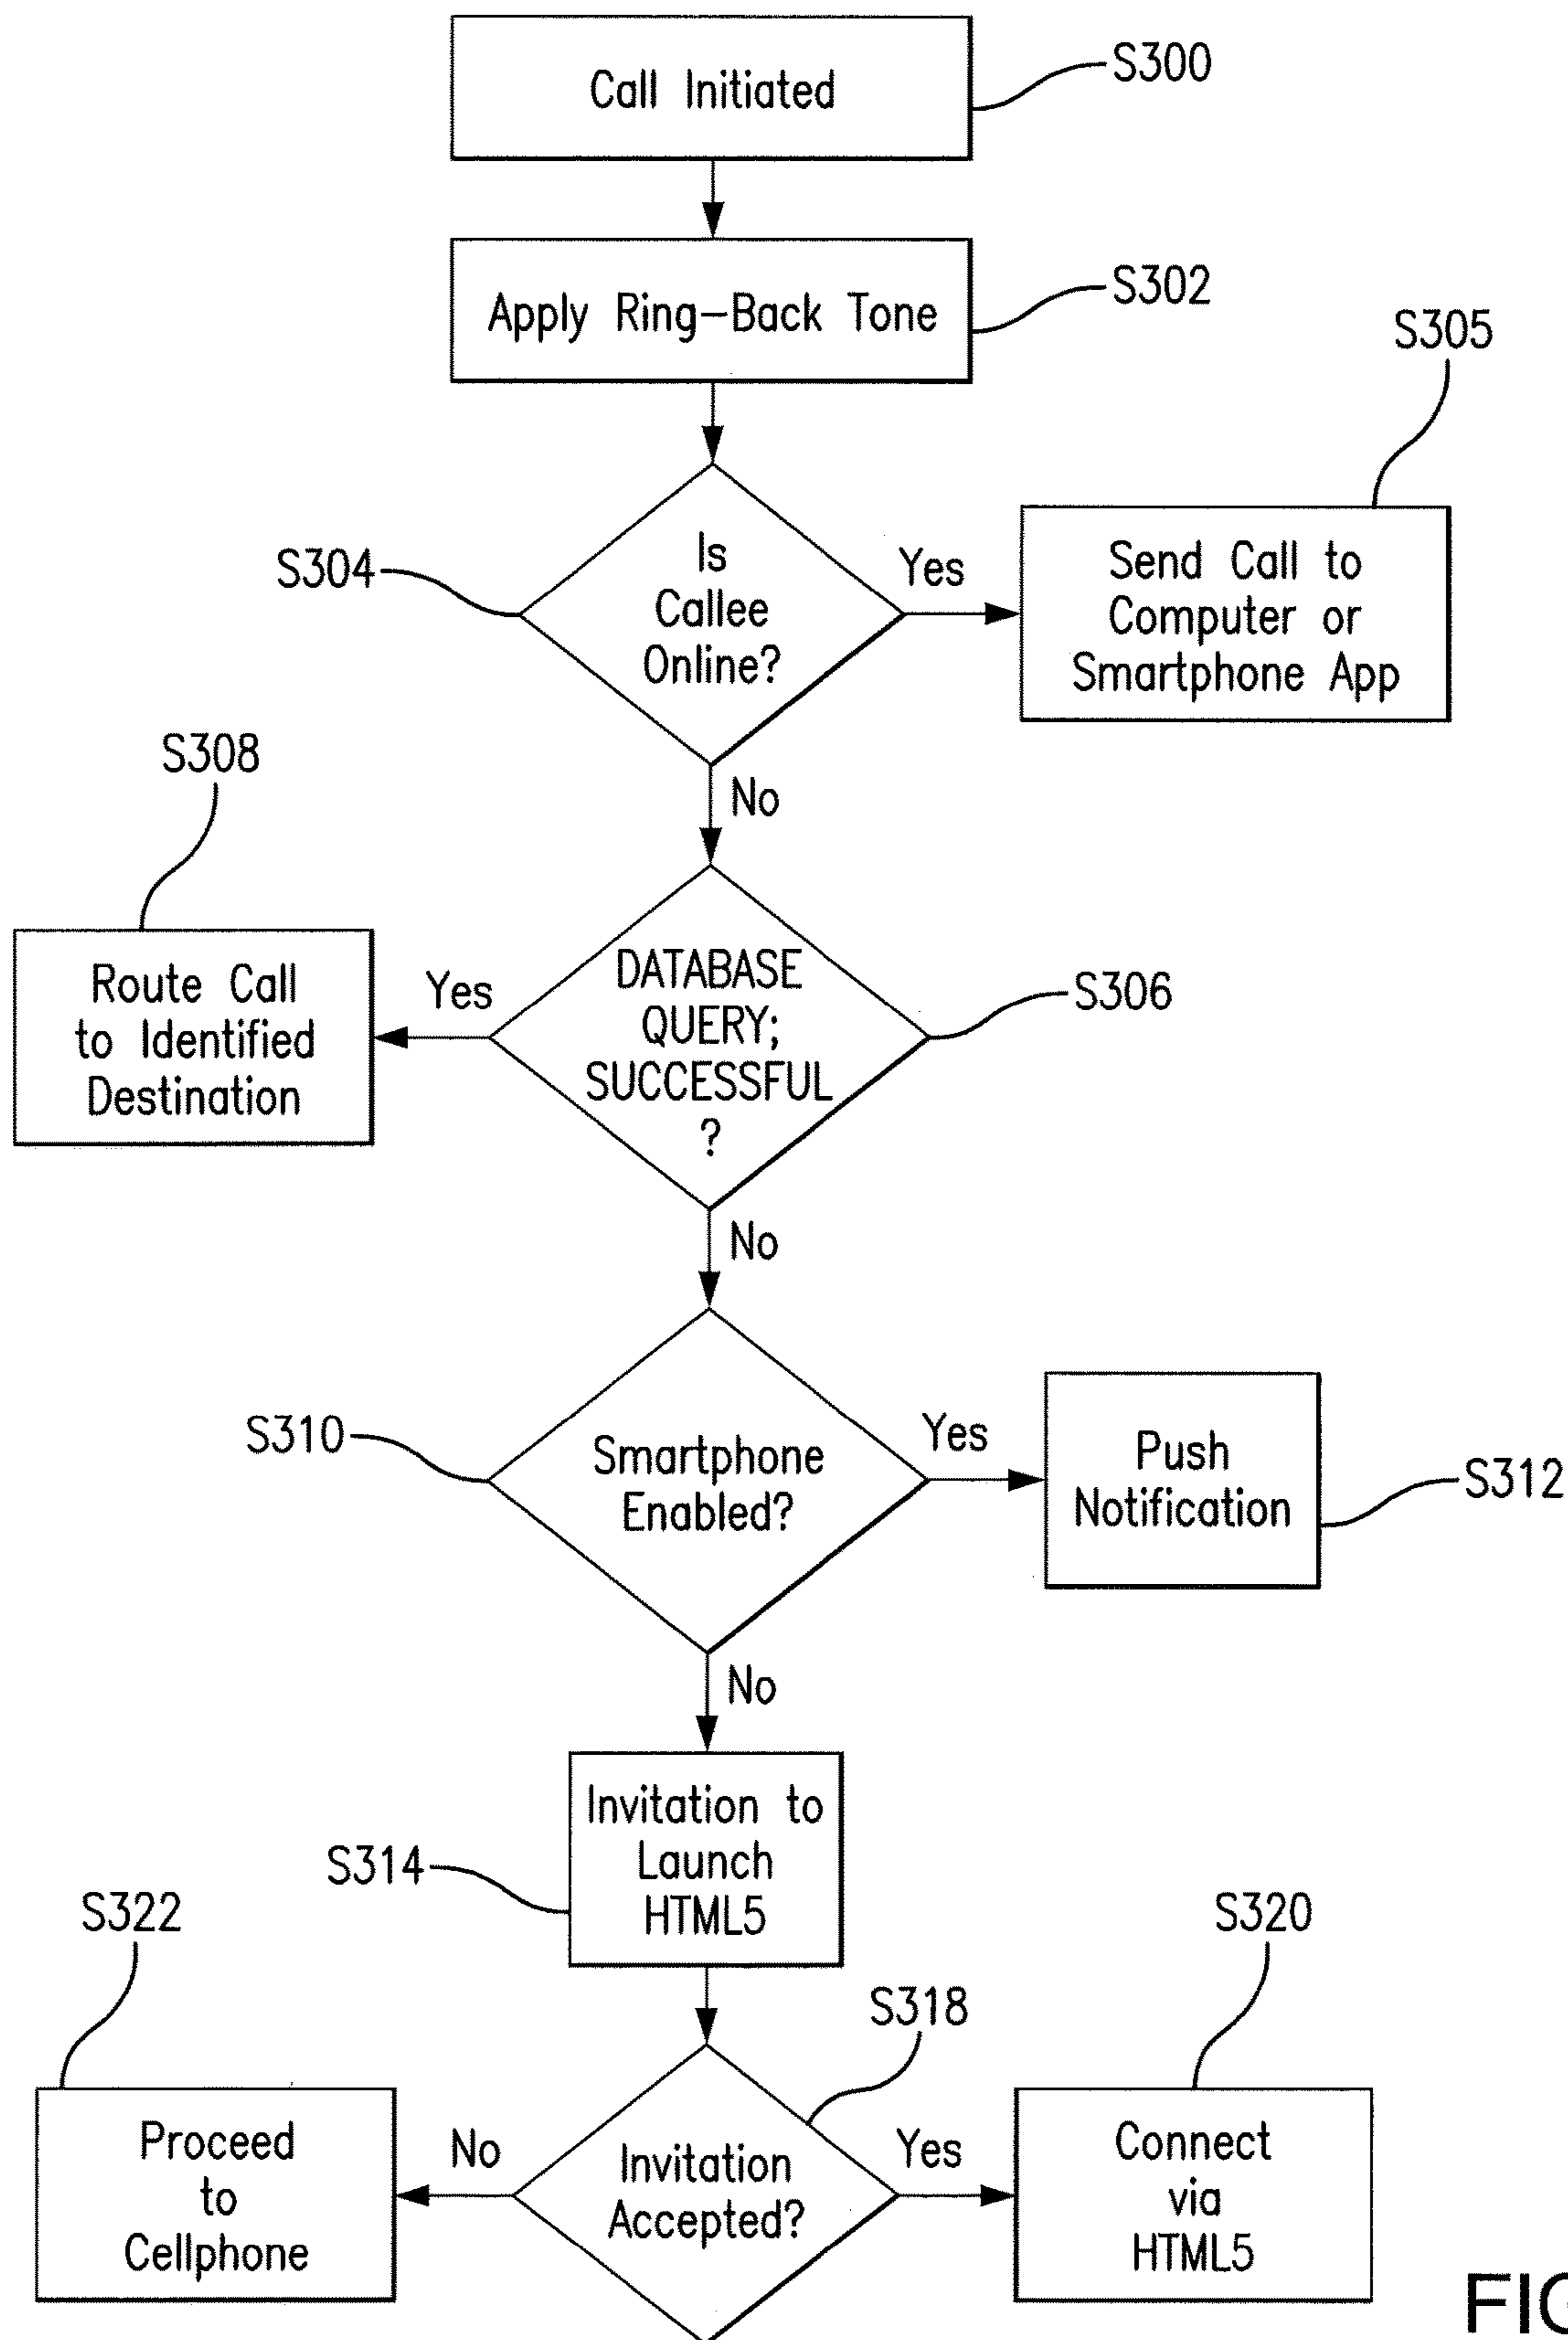 Call Initiated
S300
Apply Ring-Back Tone
S302
S305
Is
Callee
Online?
S304
Yes
Send Call to
Computer or
Smartphone App
No
S308
Route Call
to Identified
Destination
Yes
DATABASE
QUERY;
SUCCESSFUL
?
S306
No
S310
Smartphone
Enabled?
Yes
Push
Notification
S312
No
Invitation to
Launch
HTML5
S314
S322
S320
S318
Proceed
to
Cellphone
No
Invitation
Accepted?
Yes
Connect
via
HTML5